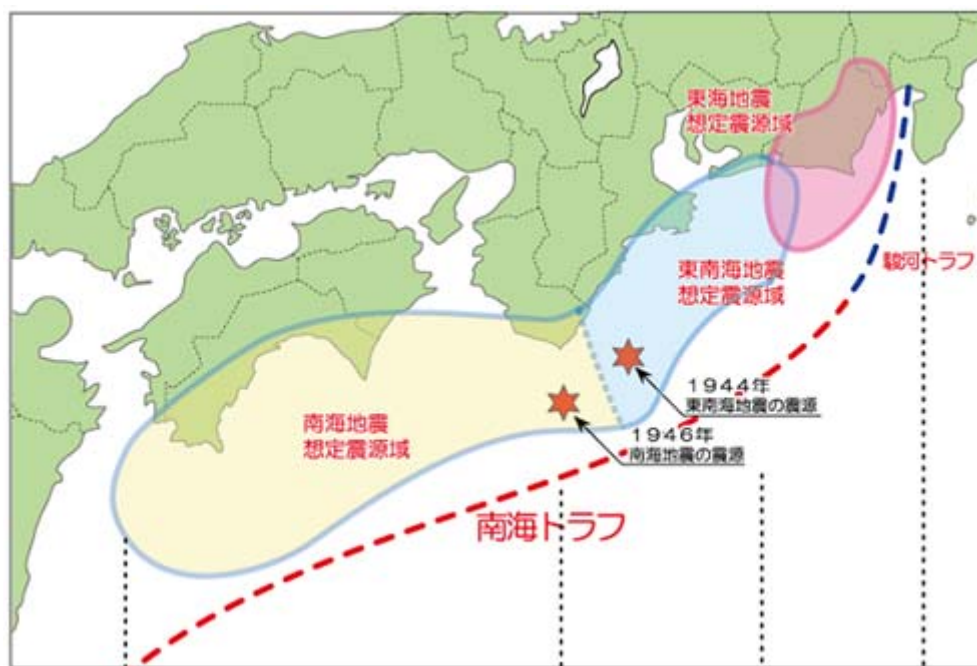 東海地震
想定震源域
東南海地震
想定震源域
駿河トラフ
1944年
東南海地震の震源
1946年
南海地震の震源
南海地震
想定震源域
南海トラフ